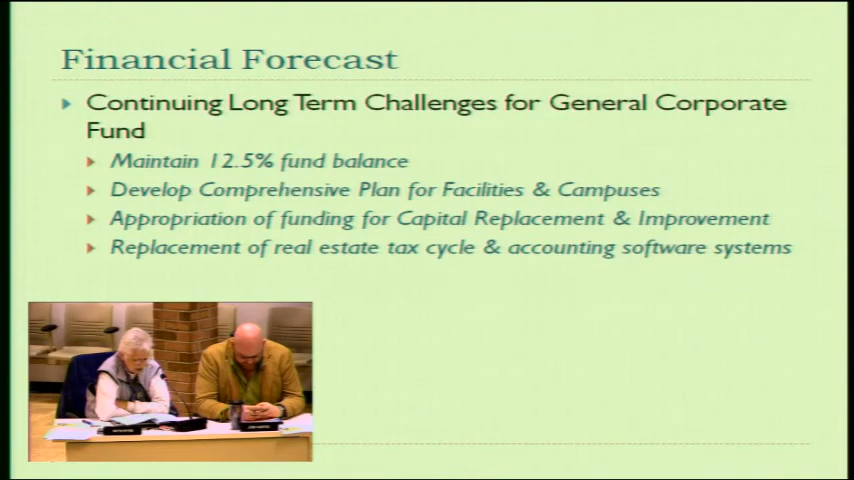 Financial Forecast
Continuing Long Term Challenges for General Corporate
Fund
Maintain 12.5% fund balance
Develop Comprehensive Plan for Facilities & Campuses
Appropriation of funding for Capital Replacement & Improvement
Replacement of real estate tax cycle & accounting software systems